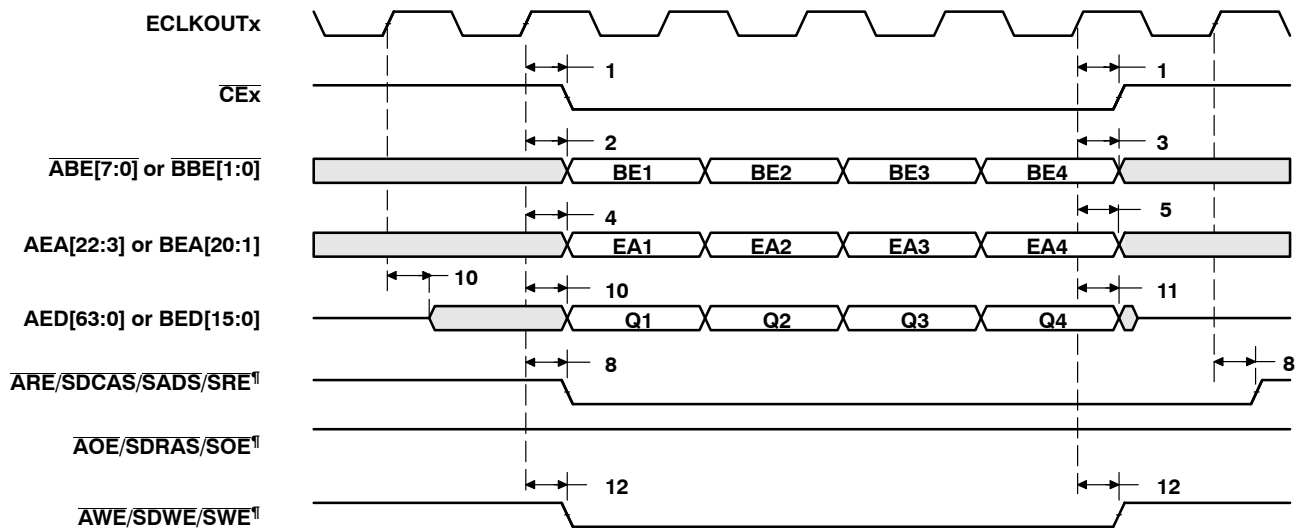 ECLKOUTx
1 1
CEx
2 3
ABE[7:0] or BBE[1:0] BE1 BE2 BE3 BE4
4 5
AEA[22:3] or BEA[20:1] EA1 EA2 EA3 EA4
10 10 11
AED[63:0] or BED[15:0] Q1 Q2 Q3 Q4
8 8
ARE/SDCAS/SADS/SRE¶
AOE/SDRAS/SOE¶
12 12
AWE/SDWE/SWE¶